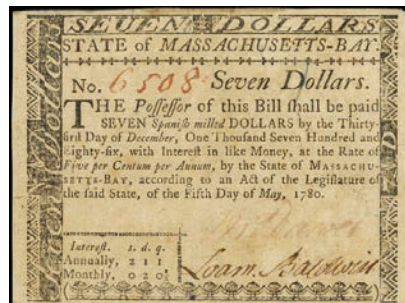 SEVEN DOLLARS
STATE of MASSACHUSETTS-BAY.
No. 6508 Seven Dollars.
THE Poſſeſſor of this Bill ſhall be paid
SEVEN Spaniſh milled DOLLARS by the Thirty-
firſt Day of December, One Thouſand Seven Hundred and
Eighty-ſix, with Intereſt in like Money, at the Rate of
Five per Centum per Annum, by the State of MASSACHU-
SETTS-BAY, according to an Act of the Legiſlature of
the ſaid State, of the Fifth Day of May, 1780.
Intereſt. s. d. q.
Annually, 2 1 1
Monthly, 0 2 0
Loam. Baldwin